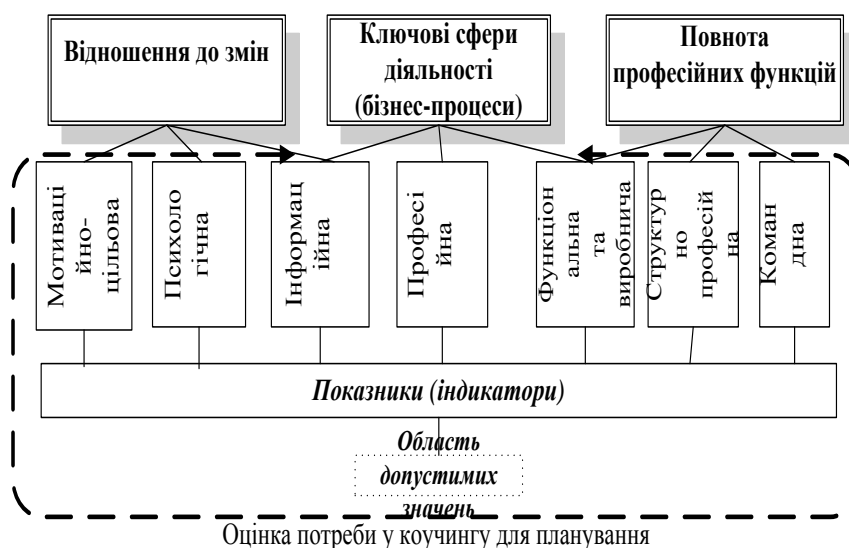 Відношення до змін
Ключові сфери
діяльності
(бізнес-процеси)
Повнота
професійних функцій
Мотиваці
йно-
цільова
Психоло
гічна
Інформац
ійна
Професі
йна
Функціон
альна
та
виробнича
Структур
но
професій
на
Коман
дна
Показники (індикатори)
Область
допустимих
значень
Оцінка потреби у коучингу для планування